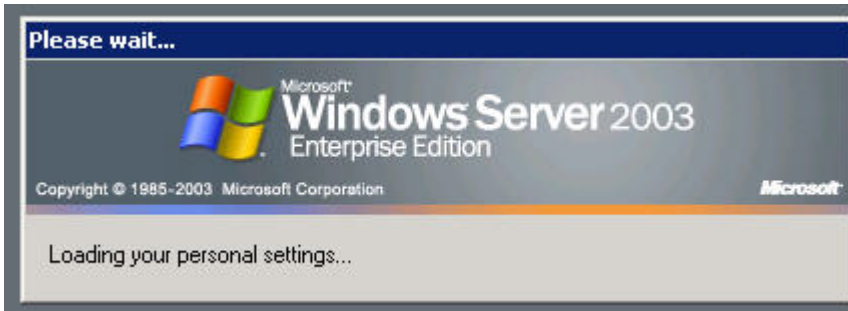 Please wait...
Microsoft
Windows Server 2003
Enterprise Edition
Copyright © 1985-2003 Microsoft Corporation
Microsoft
Loading your personal settings...